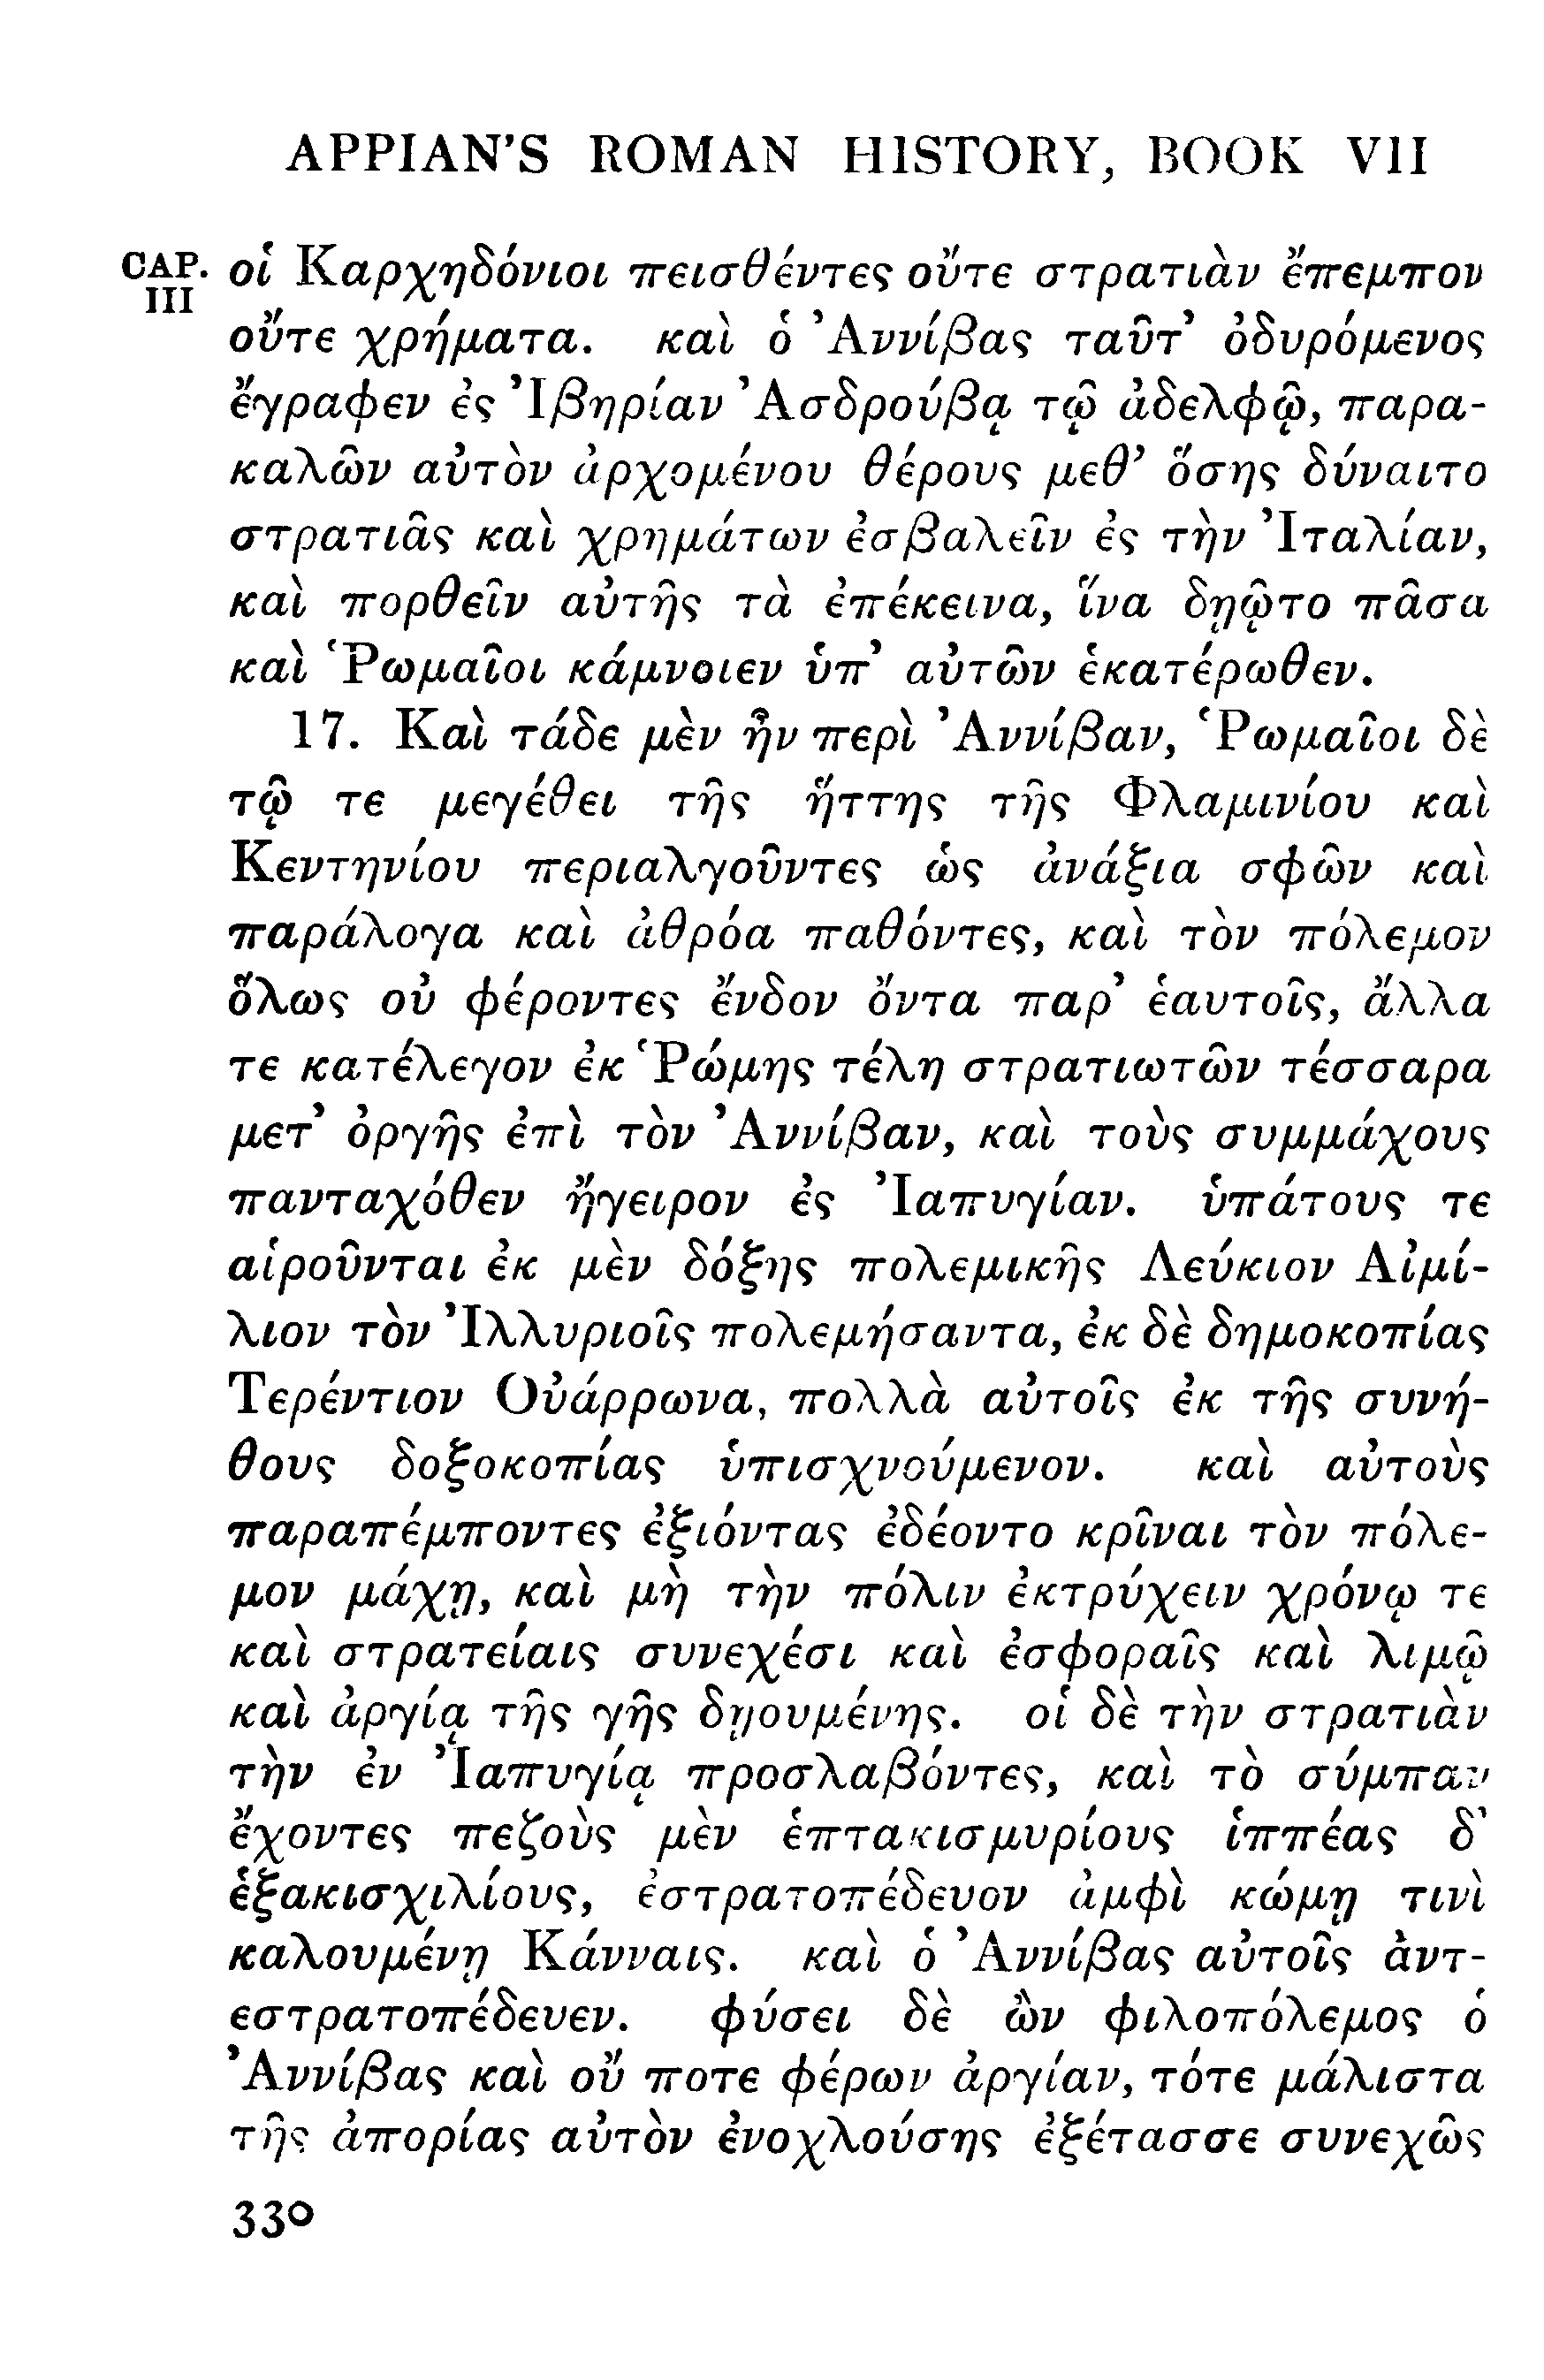 APPIAN'S ROMAN HISTORY, BOOK VII
CAP. III
οἱ Καρχηδόνιοι πεισθέντες οὔτε στρατιὰν ἔπεμπον
οὔτε χρήματα. καὶ ὁ Ἀννίβας ταῦτ' ὀδυρόμενος
ἔγραφεν ἐς Ἰβηρίαν Ἀσδρούβᾳ τῷ ἀδελφῷ, παρα-
καλῶν αὐτὸν ἀρχομένου θέρους μεθ' ὅσης δύναιτο
στρατιᾶς καὶ χρημάτων ἐσβαλεῖν ἐς τὴν Ἰταλίαν,
καὶ πορθεῖν αὐτῆς τὰ ἐπέκεινα, ἵνα δῃῷτο πᾶσα
καὶ Ῥωμαῖοι κάμνοιεν ὑπ' αὐτῶν ἑκατέρωθεν.
17. Καὶ τάδε μὲν ἦν περὶ Ἀννίβαν, Ῥωμαῖοι δὲ
τῷ τε μεγέθει τῆς ἥττης τῆς Φλαμινίου καὶ
Κεντηνίου περιαλγοῦντες ὡς ἀνάξια σφῶν καὶ
παράλογα καὶ ἀθρόα παθόντες, καὶ τὸν πόλεμον
ὅλως οὐ φέροντες ἔνδον ὄντα παρ' ἑαυτοῖς, ἄλλα
τε κατέλεγον ἐκ Ῥώμης τέλη στρατιωτῶν τέσσαρα
μετ' ὀργῆς ἐπὶ τὸν Ἀννίβαν, καὶ τοὺς συμμάχους
πανταχόθεν ἤγειρον ἐς Ἰαπυγίαν. ὑπάτους τε
αἱροῦνται ἐκ μὲν δόξης πολεμικῆς Λεύκιον Αἰμί-
λιον τὸν Ἰλλυριοῖς πολεμήσαντα, ἐκ δὲ δημοκοπίας
Τερέντιον Οὐάρρωνα, πολλὰ αὐτοῖς ἐκ τῆς συνή-
θους δοξοκοπίας ὑπισχνούμενον. καὶ αὐτοὺς
παραπέμποντες ἐξιόντας ἐδέοντο κρῖναι τὸν πόλε-
μον μάχῃ, καὶ μὴ τὴν πόλιν ἐκτρύχειν χρόνῳ τε
καὶ στρατείαις συνεχέσι καὶ ἐσφοραῖς καὶ λιμῷ
καὶ ἀργίᾳ τῆς γῆς δῃουμένης. οἱ δὲ τὴν στρατιὰν
τὴν ἐν Ἰαπυγίᾳ προσλαβόντες, καὶ τὸ σύμπαν
ἔχοντες πεζοὺς μὲν ἑπτακισμυρίους ἱππέας δ'
ἑξακισχιλίους, ἐστρατοπέδευον ἀμφὶ κώμῃ τινὶ
καλουμένῃ Κάνναις. καὶ ὁ Ἀννίβας αὐτοῖς ἀντ-
εστρατοπέδευεν. φύσει δὲ ὢν φιλοπόλεμος ὁ
Ἀννίβας καὶ οὔ ποτε φέρων ἀργίαν, τότε μάλιστα
τῆς ἀπορίας αὐτὸν ἐνοχλούσης ἐξέτασσε συνεχῶς
330